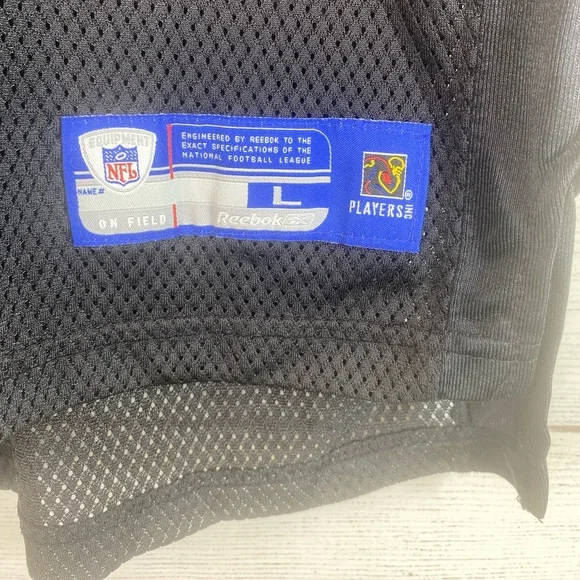 EQUIPMENT
NFL
NAME#
ON FIELD
ENGINEERED BY REEBOK TO THE
EXACT SPECIFICATIONS OF THE
NATIONAL FOOTBALL LEAGUE
L
Reebok
PLAYERS INC ®